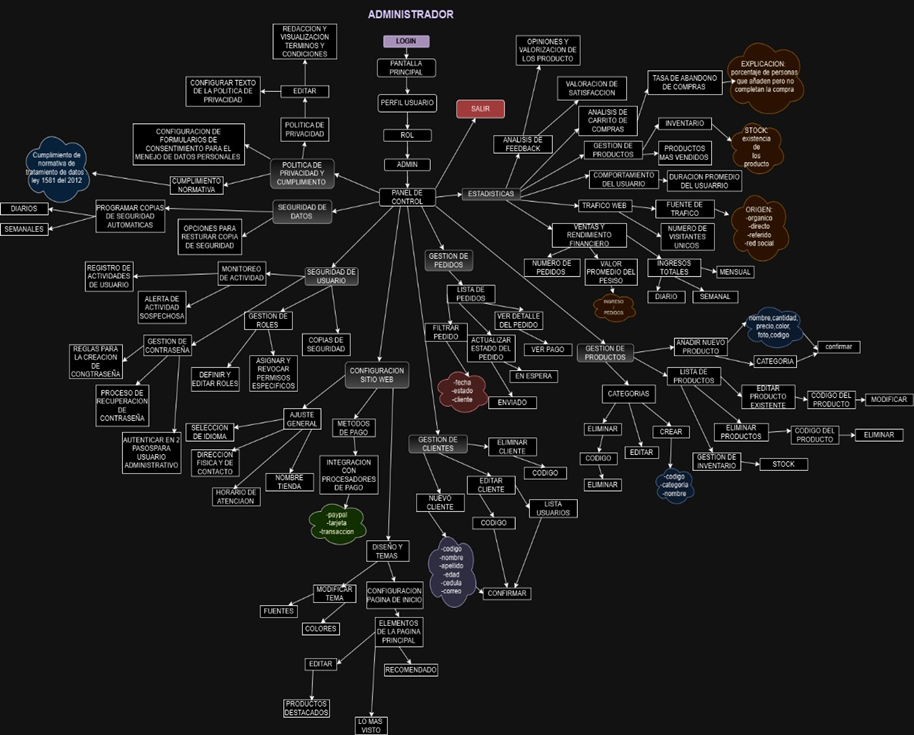 ADMINISTRADOR
LOGIN
PANTALLA
PRINCIPAL
PERFIL USUARIO
ROL
ADMIN
PANEL DE
CONTROL
SALIR
REDACCION Y
VISUALIZACION
TERMINOS Y
CONDICIONES
CONFIGURAR TEXTO
DE LA POLITICA DE
PRIVACIDAD
EDITAR
POLITICA DE
PRIVACIDAD
CONFIGURACION DE
FORMULARIOS DE
CONSENTIMIENTO PARA EL
MENEJO DE DATOS PERSONALES
POLITICA DE
PRIVACIDAD Y
CUMPLIMIENTO
Cumplimiento de
normativa de
tratamiento de datos
ley 1581 del 2012
CUMPLIMIENTO
NORMATIVA
DIARIOS
SEMANALES
PROGRAMAR COPIAS
DE SEGURIDAD
AUTOMATICAS
SEGURIDAD
DE DATOS
OPCIONES PARA
RESTURAR COPIA
DE SEGURIDAD
REGISTRO DE
ACTIVIDADES
DE USUARIO
MONITOREO
DE ACTIVIDAD
SEGURIDAD DE
USUARIO
ALERTA DE
ACTIVIDAD
SOSPECHOSA
GESTION DE
ROLES
COPIAS DE
SEGURIDAD
GESTION DE
CONTRASEÑA
REGLAS PARA
LA CREACION
DE
CONGTRASEÑA
PROCESO DE
RECUPERACION
DE
CONTRASEÑA
AUTENTICAR EN 2
PASOSPARA
USUARIO
ADMINISTRATIVO
DEFINIR Y
EDITAR ROLES
ASIGNAR Y
REVOCAR
PERMISOS
ESPECIFICOS
CONFIGURACION
SITIO WEB
AJUSTE
GENERAL
SELECCION
DE IDIOMA
DIRECCION
FISICA Y DE
CONTACTO
HORARIO DE
ATENCIAON
NOMBRE
TIENDA
METODOS
DE PAGO
INTEGRACION
CON
PROCESADORES
DE PAGO
-paypal
-tarjeta
-transaccion
DISEÑO Y
TEMAS
MODIFICAR
TEMA
FUENTES
COLORES
CONFIGURACION
PAGINA DE INICIO
ELEMENTOS
DE LA PAGINA
PRINCIPAL
EDITAR
RECOMENDADO
PRODUCTOS
DESTACADOS
LO MAS
VISTO
OPINIONES Y
VALORIZACION DE
LOS PRODUCTO
ANALISIS DE
FEEDBACK
VALORACION DE
SATISFACCION
ESTADISTICAS
ANALISIS DE
CARRITO DE
COMPRAS
TASA DE ABANDONO
DE COMPRAS
EXPLICACION:
porcentaje de personas
que añaden pero no
completan la compra
GESTION DE
PRODUCTOS
INVENTARIO
PRODUCTOS
MAS VENDIDOS
STOCK:
existencia
de
los
producto
COMPORTAMIENTO
DEL USUARIO
DURACION PROMEDIO
DEL USUARRIO
TRAFICO WEB
FUENTE DE
TRAFICO
NUMERO DE
VISITANTES
UNICOS
ORIGEN:
-organico
-directo
-referido
-red social
VENTAS Y
RENDIMIENTO
FINANCIERO
NUMERO DE
PEDIDOS
VALOR
PROMEDIO DEL
PESISO
INGRESO
/
PEDIDOS
INGRESOS
TOTALES
MENSUAL
DIARIO
SEMANAL
GESTION DE
PEDIDOS
LISTA DE
PEDIDOS
FILTRAR
PEDIDO
-fecha
-estado
-cliente
VER DETALLE
DEL PEDIDO
VER PAGO
ACTUALIZAR
ESTADO DEL
PEDIDO
EN ESPERA
ENVIADO
GESTION DE
CLIENTES
ELIMINAR
CLIENTE
CODIGO
EDITAR
CLIENTE
CODIGO
LISTA
USUARIOS
NUEVO
CLIENTE
-codigo
-nombre
-apellido
-edad
-cedula
-correo
CONFIRMAR
GESTION DE
PRODUCTOS
AÑADIR NUEVO
PRODUCTO
nombre,cantidad,
precio,color,
foto,codigo
CATEGORIA
confirmar
LISTA DE
PRODUCTOS
EDITAR
PRODUCTO
EXISTENTE
CODIGO DEL
PRODUCTO
MODIFICAR
ELIMINAR
PRODUCTOS
CODIGO DEL
PRODUCTO
ELIMINAR
GESTION DE
INVENTARIO
STOCK
CATEGORIAS
ELIMINAR
CODIGO
ELIMINAR
EDITAR
CREAR
-codigo
-categoria
-nombre